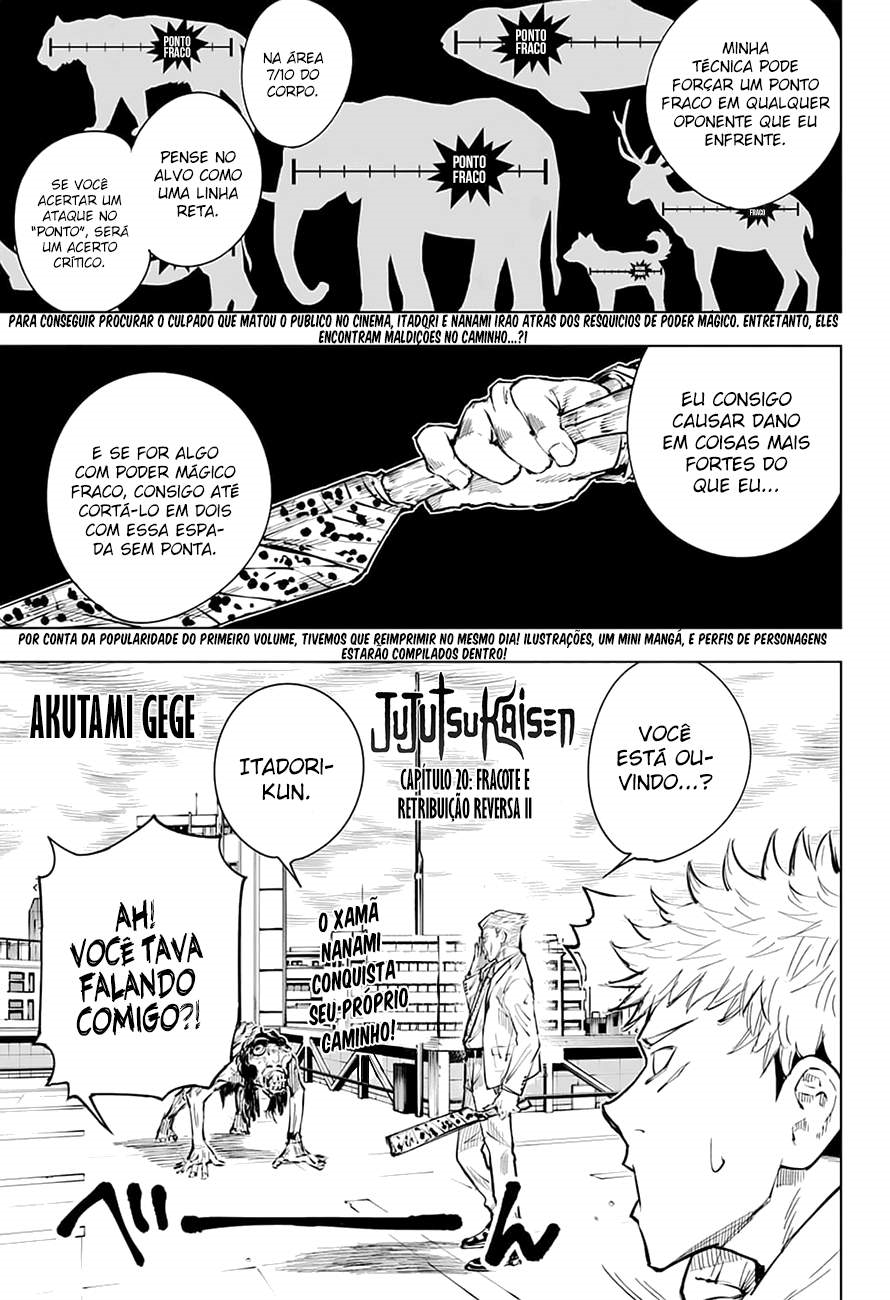 MINHA
TÉCNICA PODE
FORÇAR UM PONTO
FRACO EM QUALQUER
OPONENTE QUE EU
ENFRENTE.
PONTO
FRACO
NA ÁREA
7/10 DO
CORPO.
PONTO
FRACO
PENSE NO
ALVO COMO
UMA LINHA
RETA.
PONTO
FRACO
FRACO
SE VOCÊ
ACERTAR UM
ATAQUE NO
"PONTO", SERÁ
UM ACERTO
CRÍTICO.
PARA CONSEGUIR PROCURAR O CULPADO QUE MATOU O PUBLICO NO CINEMA, ITADORI E NANAMI IRAO ATRAS DOS RESQUICIOS DE PODER MAGICO. ENTRETANTO, ELES
ENCONTRAM MALDIÇÕES NO CAMINHO...?!
EU CONSIGO
CAUSAR DANO
EM COISAS MAIS
FORTES DO
QUE EU...
E SE FOR ALGO
COM PODER MÁGICO
FRACO, CONSIGO ATÉ
CORTÁ-LO EM DOIS
COM ESSA ESPA-
DA SEM PONTA.
POR CONTA DA POPULARIDADE DO PRIMEIRO VOLUME, TIVEMOS QUE REIMPRIMIR NO MESMO DIA! ILUSTRAÇÕES, UM MINI MANGÁ, E PERFIS DE PERSONAGENS
ESTARÃO COMPILADOS DENTRO!
VOCÊ
ESTÁ OU-
VINDO...?
JUJUTSU KAISEN
CAPÍTULO 20: FRACOTE E
RETRIBUIÇÃO REVERSA II
AKUTAMI GEGE
ITADORI-
KUN.
O XAMÃ
NANAMI
CONQUISTA
SEU PRÓPRIO
CAMINHO!
AH!
VOCÊ TAVA
FALANDO
COMIGO?!
べーん